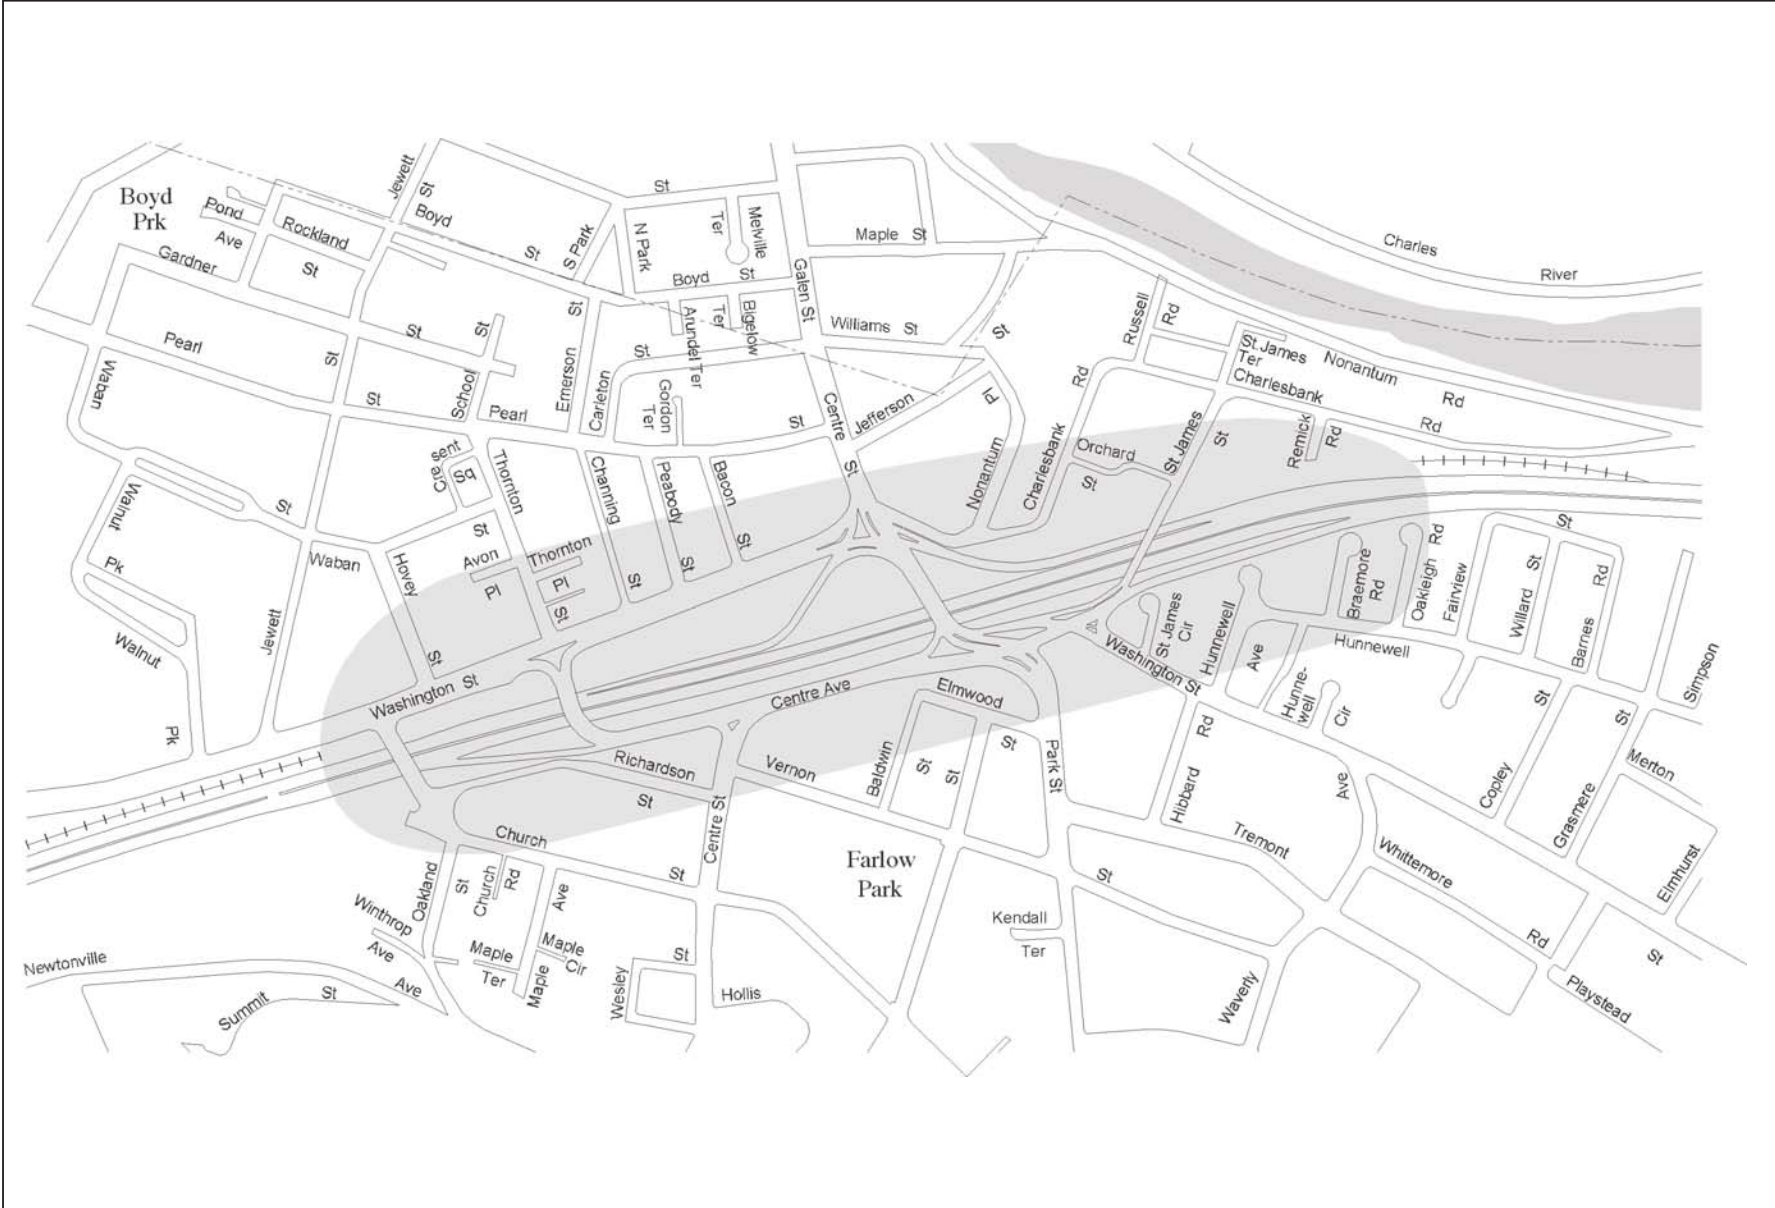 Boyd
Prk
Pond
Ave
Rockland
St
Gardner
St
Jewett
St
Boyd
St
S Park
St
N Park
Ter
Melville
Boyd
St
Galen St
Maple St
Charles
River
Williams St
St
Russell
Rd
St James
Ter
Nonantum
Rd
Charlesbank
Rd
Pearl
St
St
School
St
Pearl
St
Emerson
St
Carleton
St
Arundel Ter
Ter
Bigelow
Gordon
Ter
Centre
St
Jefferson
Pl
Nonantum
Charlesbank
Rd
Orchard
St
St James
St
Remick
Rd
Waban
St
Walnut
Pk
Walnut
Pk
Waban
Jewett
St
Hovey
St
Cre
sent
Sq
Thornton
St
Avon
Pl
Thornton
Pl
Channing
St
Peabody
St
Bacon
St
Washington St
Centre Ave
Elmwood
St
Richardson
St
Vernon
St
Baldwin
St
St
Park St
Washington St
St James
Cir
Hunnewell
Ave
Hunne-
well
Cir
Hunnewell
Braemore
Rd
Oakleigh
Rd
Fairview
St
Willard
St
Barnes
Rd
Simpson
Hibbard
Rd
Copley
St
Grasmere
St
Merton
Elmhurst
Church
St
Centre St
Oakland
St
Church
Rd
Winthrop
Ave
Maple
Ter
Maple
Ave
Maple
Cir
Newtonville
Ave
Summit
St
Wesley
St
Hollis
Farlow
Park
Kendall
Ter
Tremont
St
Ave
Whittemore
Rd
Waverly
Playstead
St